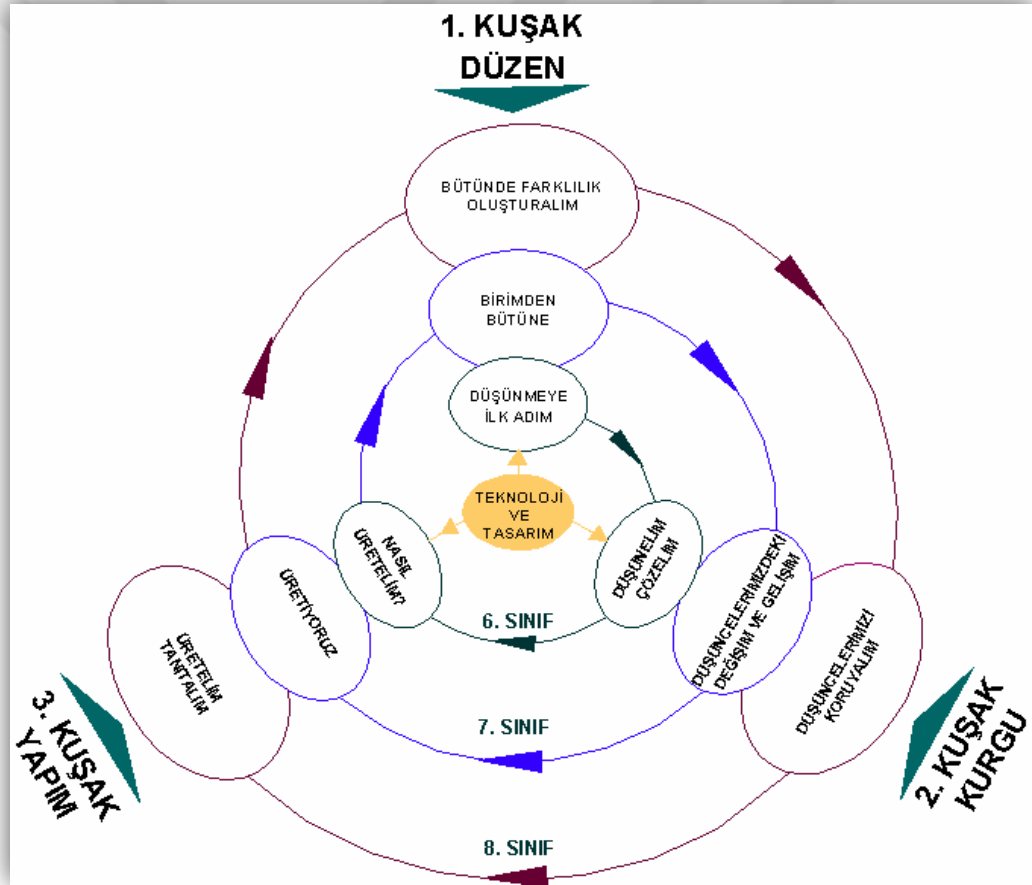 1. KUŞAK
DÜZEN
BÜTÜNDE FARKLILIK
OLUŞTURALIM
BİRİMDEN
BÜTÜNE
DÜŞÜNMEYE
İLK ADIM
TEKNOLOJİ
VE
TASARIM
NASIL
ÜRETELİM?
DÜŞÜNELİM
ÇÖZELİM
ÜRETİYORUZ
DÜŞÜNCELERİMİZDEKİ
DEĞİŞİM VE GELİŞİM
ÜRETELİM
TANITALIM
DÜŞÜNCELERİMİZİ
KORUYALIM
6. SINIF
7. SINIF
8. SINIF
3. KUŞAK
YAPIM
2. KUŞAK
KURGU